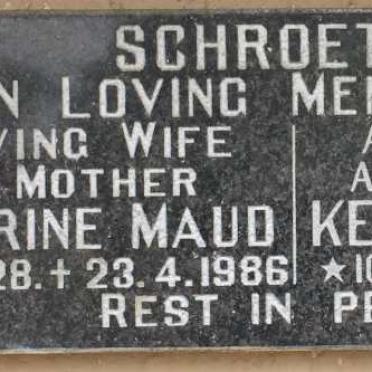 SCHROET
N LOVING MEM
VING WIFE A
MOTHER A
RINE MAUD KE
28.✝23.4.1986 ★10
REST IN PE